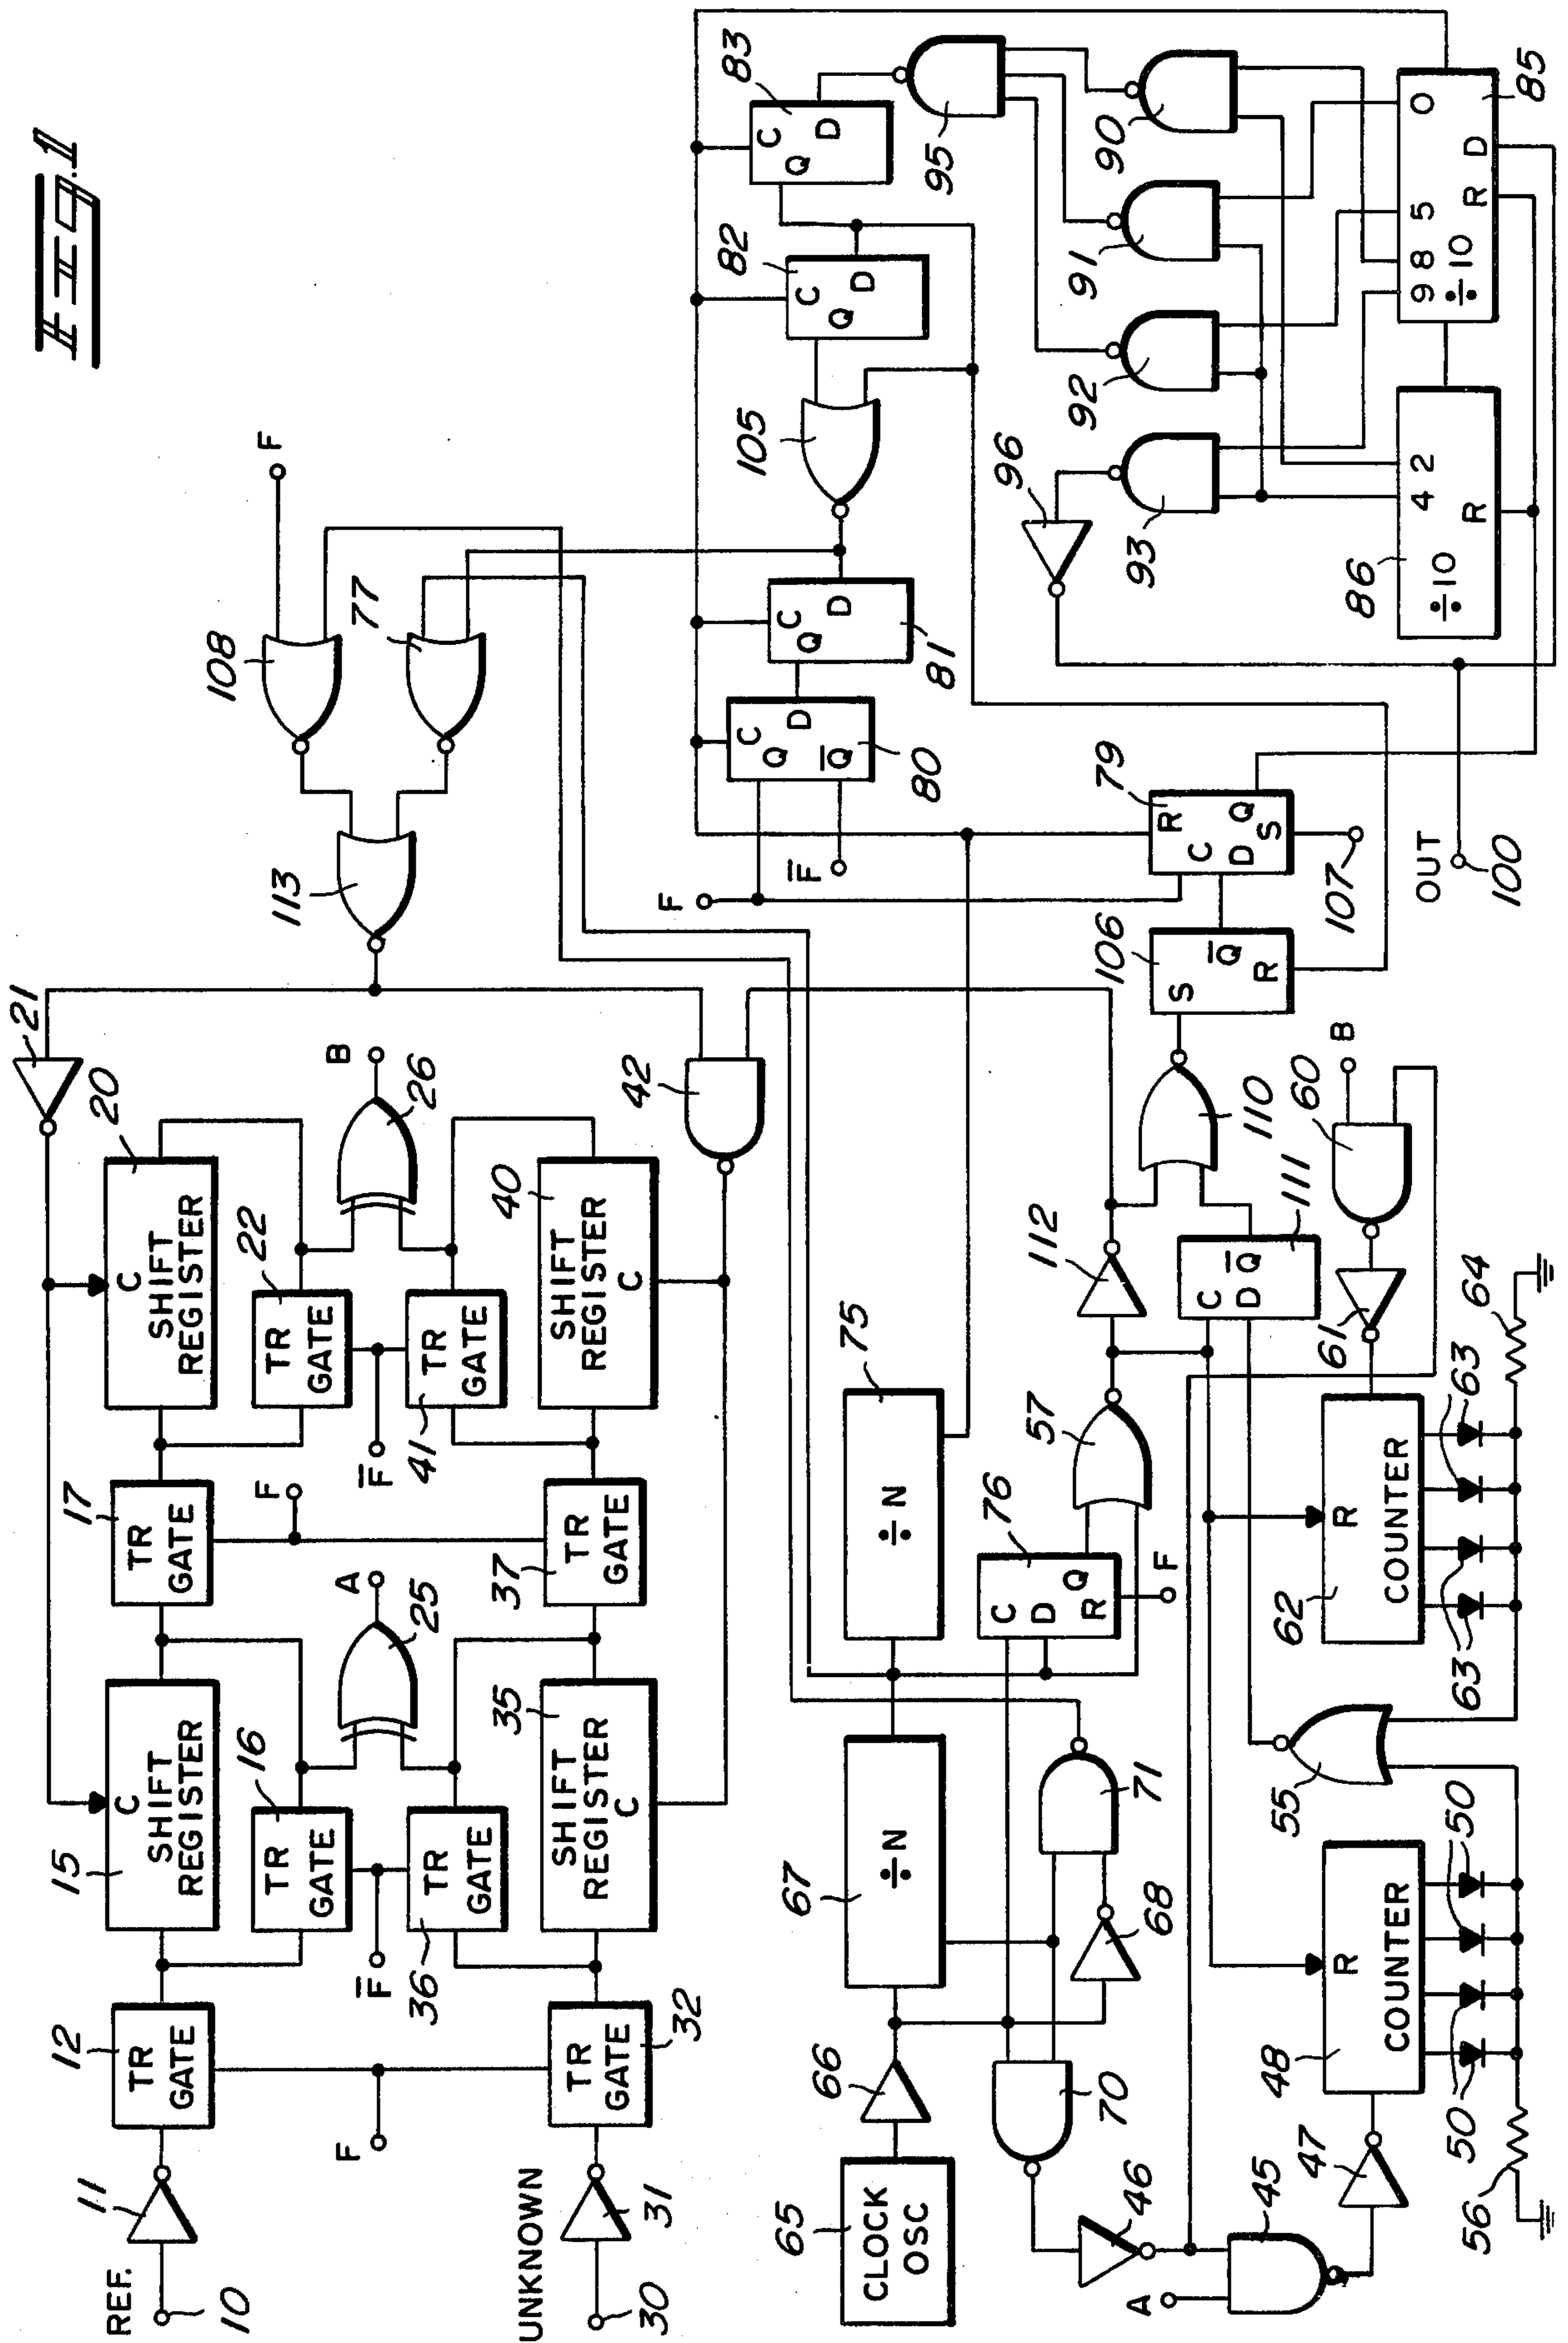 FIG. 1
REF.
10
11
12
TR
GATE
F
15
C
SHIFT
REGISTER
16
TR
GATE
F̅
17
TR
GATE
F
20
C
SHIFT
REGISTER
21
22
TR
GATE
F̅
A
25
B
26
UNKNOWN
30
31
32
TR
GATE
35
SHIFT
REGISTER
C
36
TR
GATE
37
TR
GATE
40
SHIFT
REGISTER
C
41
TR
GATE
42
113
108
F
77
65
CLOCK
OSC
66
67
÷N
75
÷N
68
70
71
76
C
D
Q
R
F
57
112
46
A
45
47
48
R
COUNTER
50
50
56
55
62
R
COUNTER
63
63
64
61
60
B
111
C
D
Q̅
110
106
S
Q̅
R
79
R
C
D
Q
S
107
OUT
100
F
F̅
80
C
D
Q
Q̅
81
C
D
Q
105
82
C
D
Q
83
C
D
Q
95
90
91
92
93
96
86
÷10
4
2
R
85
9
8
5
0
÷10
R
D